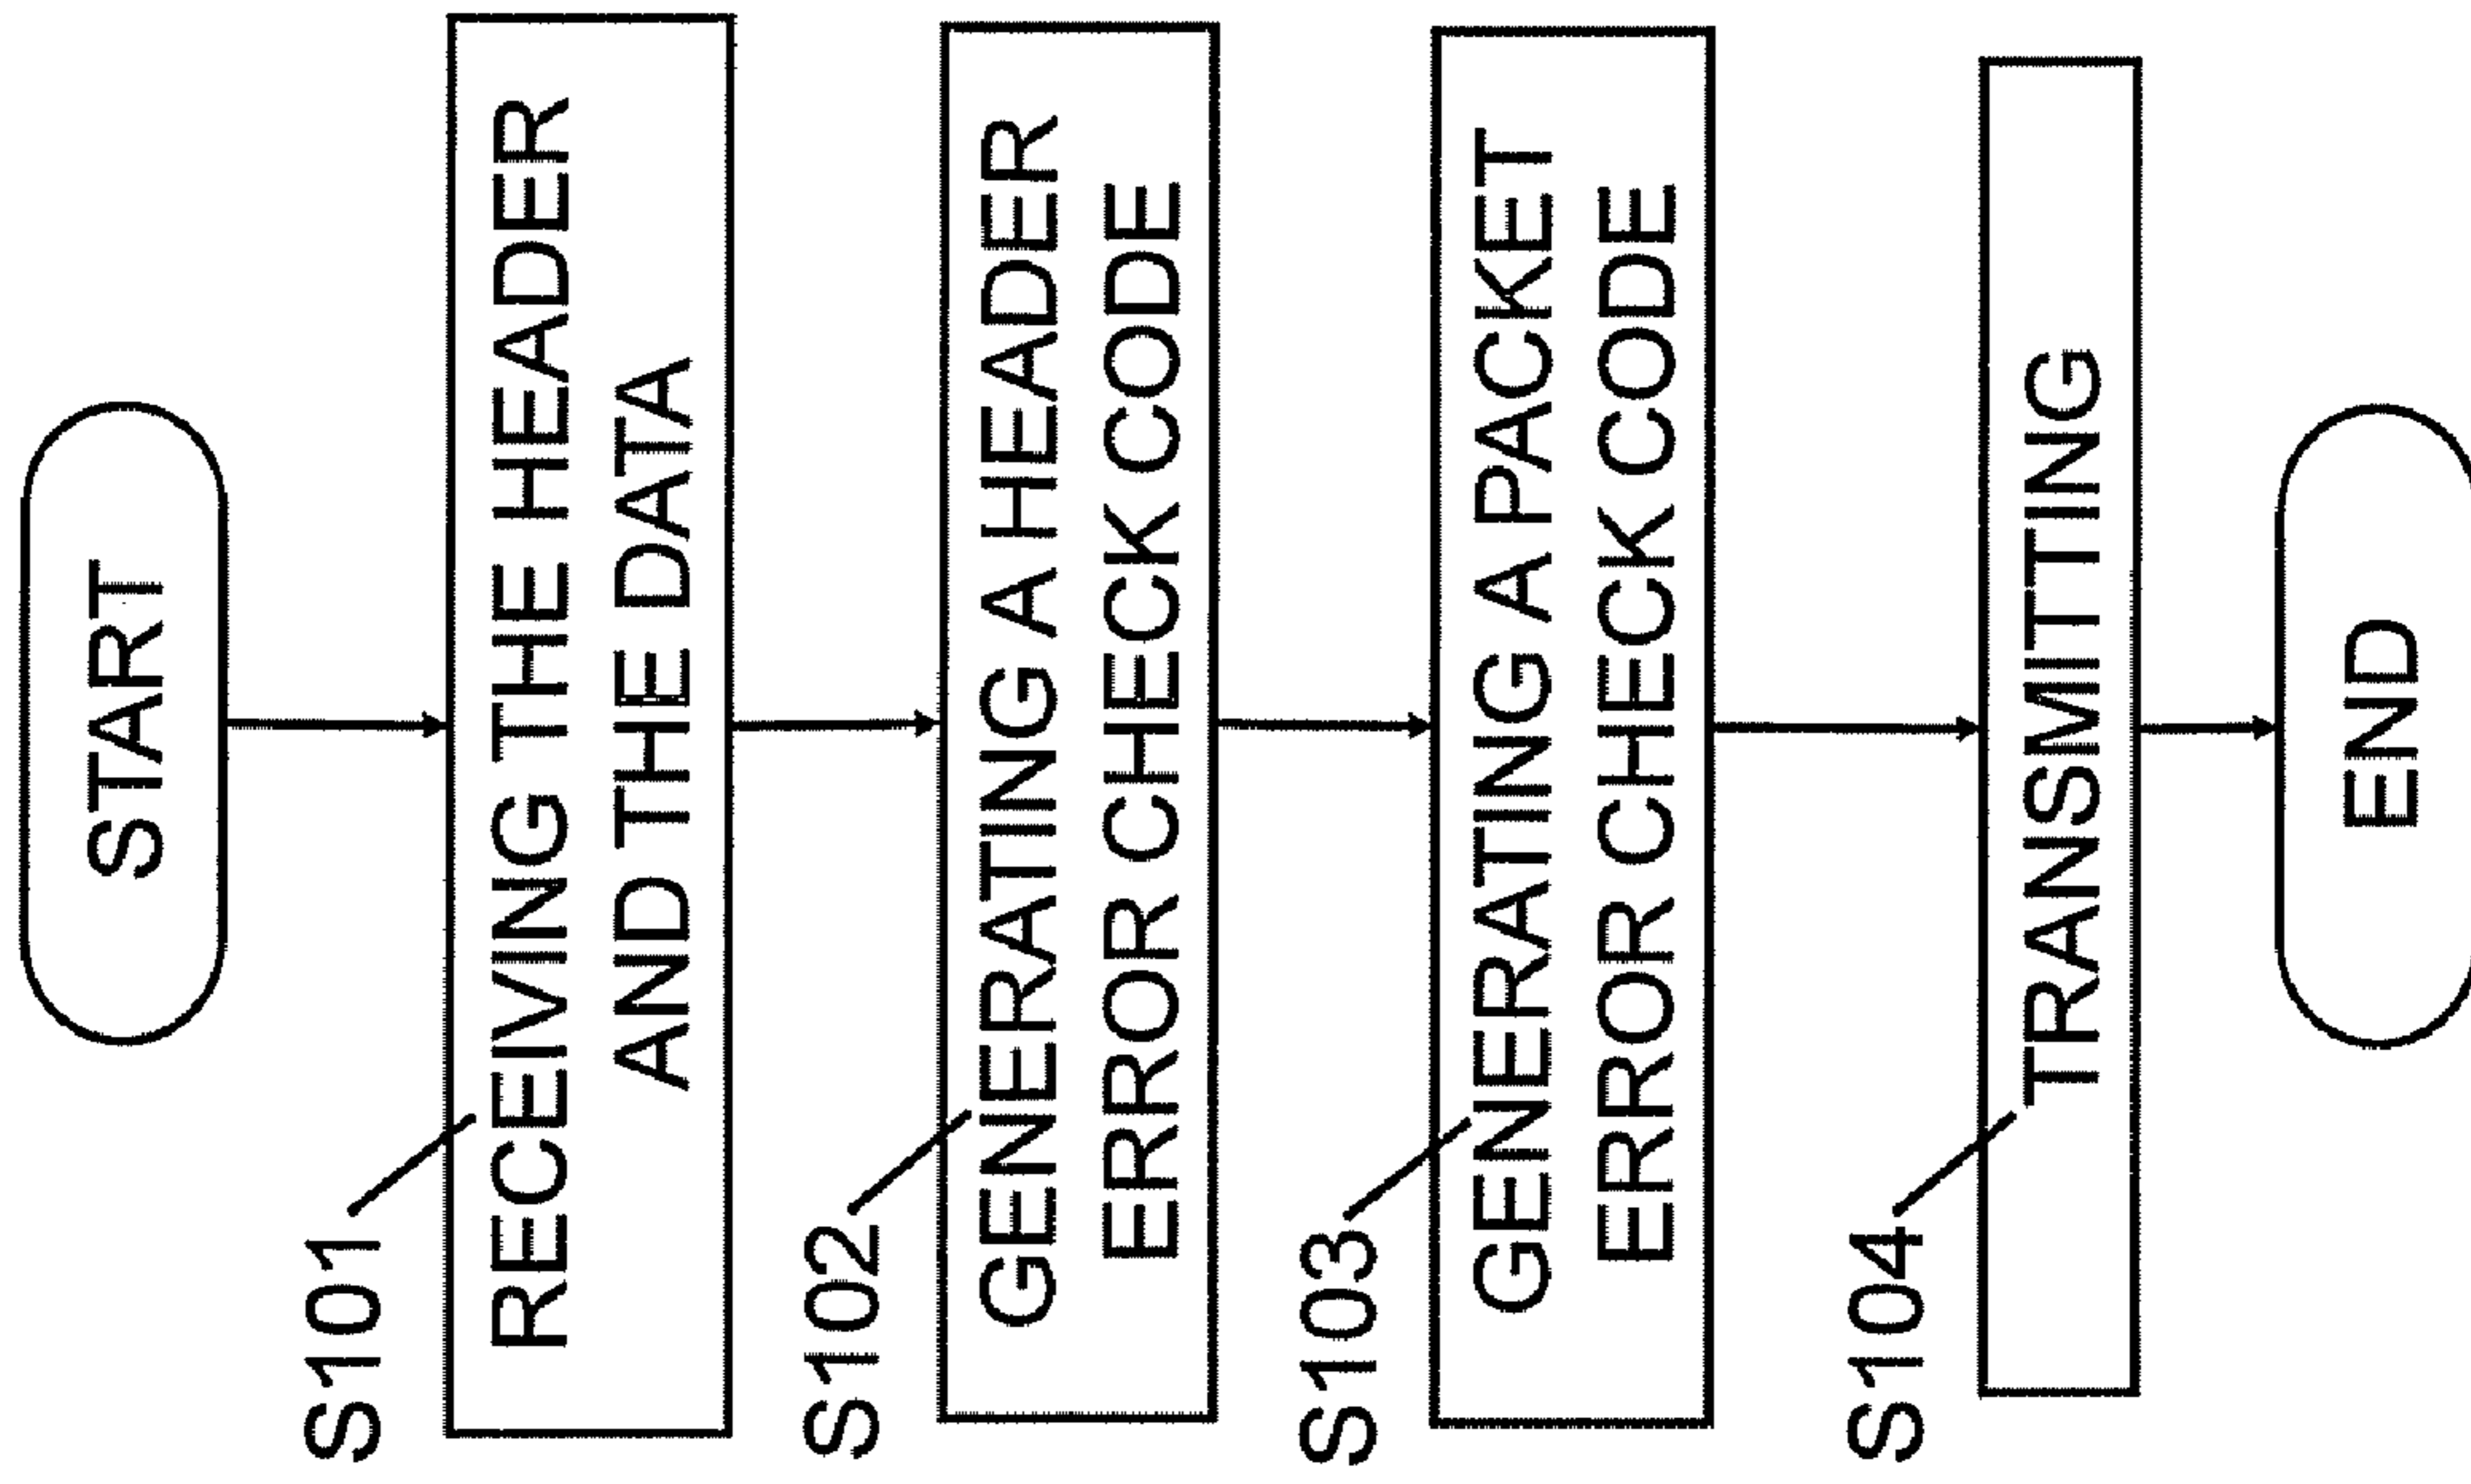 START
S101
RECEIVING THE HEADER
AND THE DATA
S102
GENERATING A HEADER
ERROR CHECK CODE
S103
GENERATING A PACKET
ERROR CHECK CODE
S104
TRANSMITTING
END